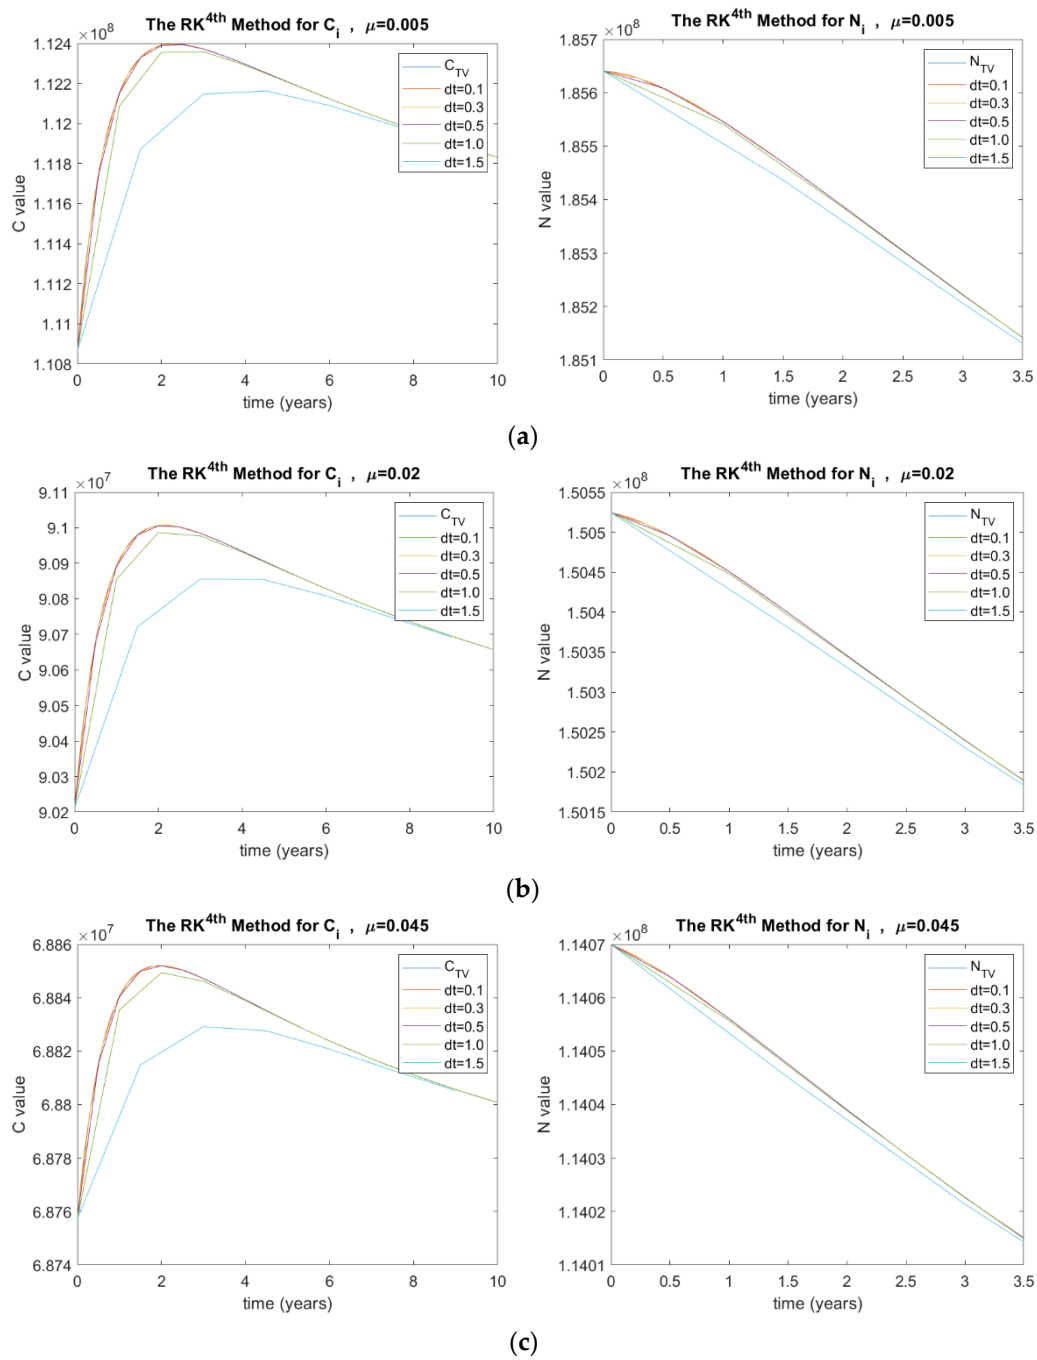 The RK4th Method for Ci , μ=0.005
×10^8
1.124
1.122
1.12
1.118
1.116
1.114
1.112
1.11
1.108
C value
0 2 4 6 8 10
time (years)
CTV
dt=0.1
dt=0.3
dt=0.5
dt=1.0
dt=1.5
The RK4th Method for Ni , μ=0.005
×10^8
1.857
1.856
1.855
1.854
1.853
1.852
1.851
N value
0 0.5 1 1.5 2 2.5 3 3.5
time (years)
NTV
dt=0.1
dt=0.3
dt=0.5
dt=1.0
dt=1.5
(a)
The RK4th Method for Ci , μ=0.02
×10^7
9.11
9.1
9.09
9.08
9.07
9.06
9.05
9.04
9.03
9.02
C value
0 2 4 6 8 10
time (years)
CTV
dt=0.1
dt=0.3
dt=0.5
dt=1.0
dt=1.5
The RK4th Method for Ni , μ=0.02
×10^8
1.5055
1.505
1.5045
1.504
1.5035
1.503
1.5025
1.502
1.5015
N value
0 0.5 1 1.5 2 2.5 3 3.5
time (years)
NTV
dt=0.1
dt=0.3
dt=0.5
dt=1.0
dt=1.5
(b)
The RK4th Method for Ci , μ=0.045
×10^7
6.886
6.884
6.882
6.88
6.878
6.876
6.874
C value
0 2 4 6 8 10
time (years)
CTV
dt=0.1
dt=0.3
dt=0.5
dt=1.0
dt=1.5
The RK4th Method for Ni , μ=0.045
×10^8
1.1407
1.1406
1.1405
1.1404
1.1403
1.1402
1.1401
N value
0 0.5 1 1.5 2 2.5 3 3.5
time (years)
NTV
dt=0.1
dt=0.3
dt=0.5
dt=1.0
dt=1.5
(c)